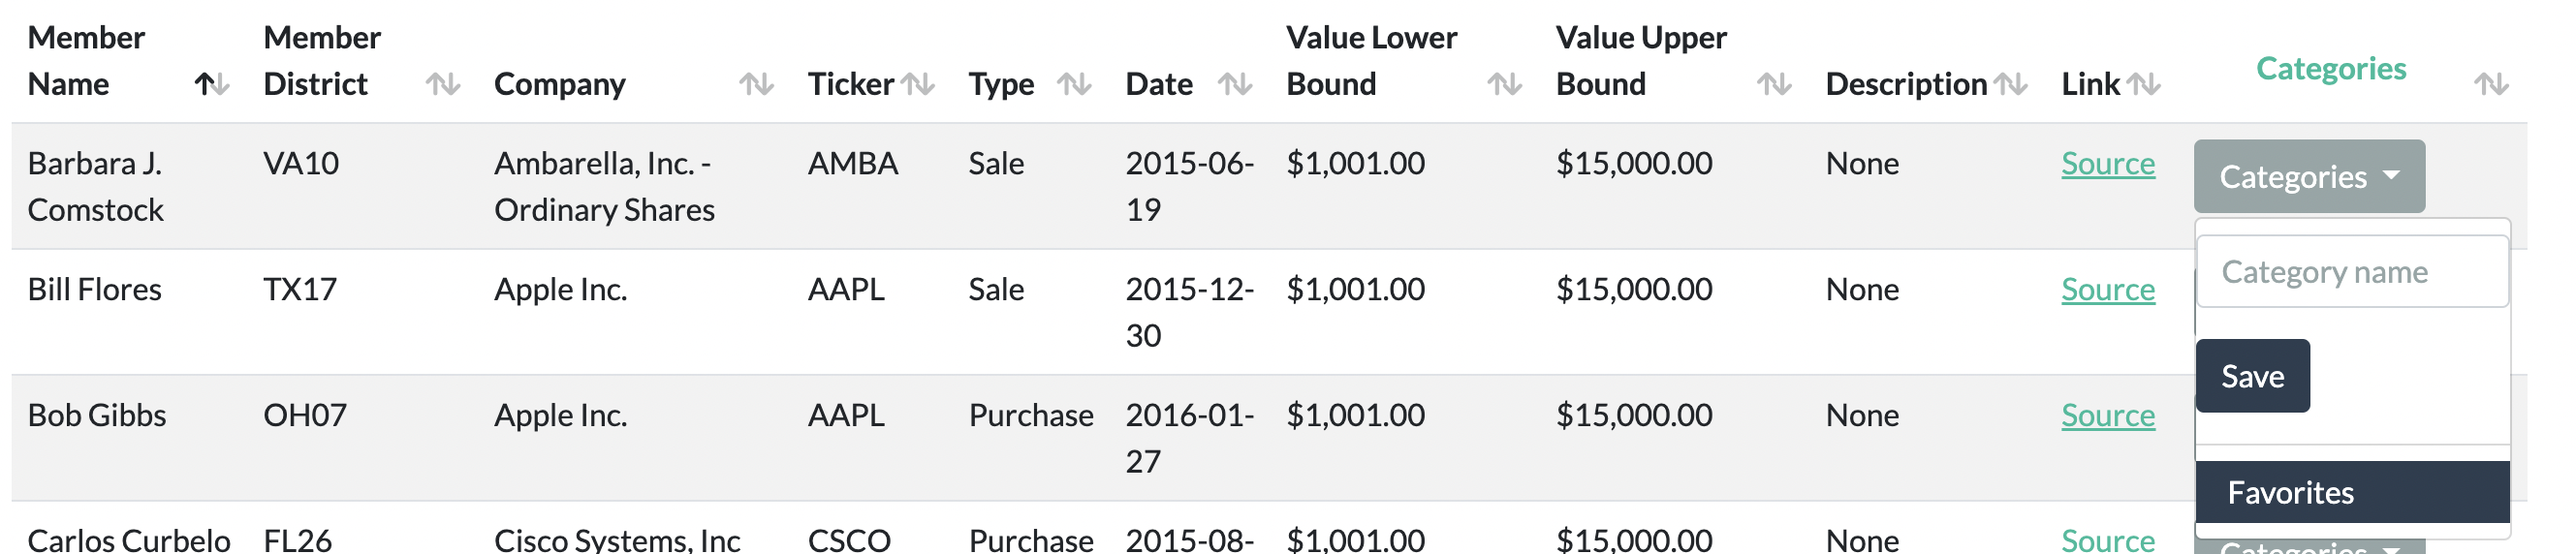 Member Name Member District Company Ticker Type Date Value Lower Bound Value Upper Bound Description Link Categories
Barbara J. Comstock VA10 Ambarella, Inc. - Ordinary Shares AMBA Sale 2015-06-19 $1,001.00 $15,000.00 None Source Categories
Category name
Bill Flores TX17 Apple Inc. AAPL Sale 2015-12-30 $1,001.00 $15,000.00 None Source
Save
Bob Gibbs OH07 Apple Inc. AAPL Purchase 2016-01-27 $1,001.00 $15,000.00 None Source
Favorites
Carlos Curbelo FL26 Cisco Systems, Inc CSCO Purchase 2015-08- $1,001.00 $15,000.00 None Source Categories